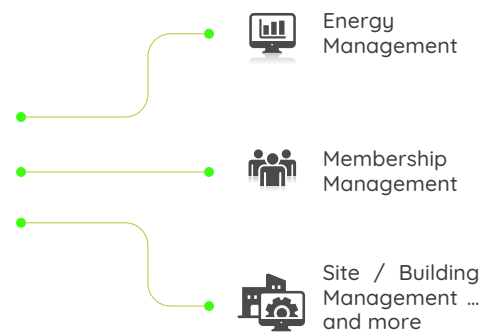 Energy
Management
Membership
Management
Site / Building
Management ...
and more